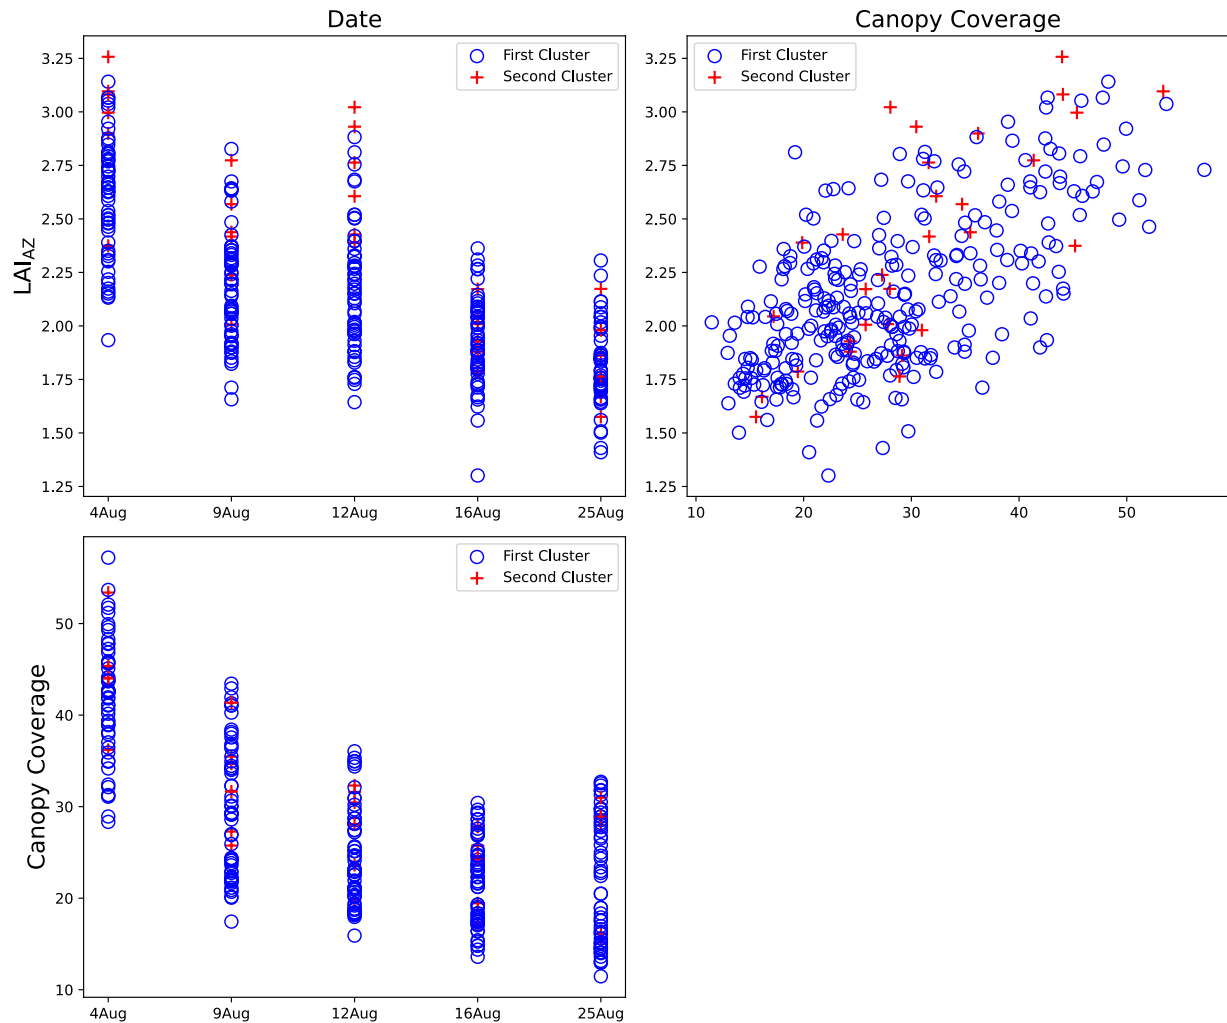 Date
Canopy Coverage
LAI_AZ
3.25
3.00
2.75
2.50
2.25
2.00
1.75
1.50
1.25
First Cluster
Second Cluster
4Aug 9Aug 12Aug 16Aug 25Aug
3.25
3.00
2.75
2.50
2.25
2.00
1.75
1.50
1.25
First Cluster
Second Cluster
10 20 30 40 50
Canopy Coverage
50
40
30
20
10
First Cluster
Second Cluster
4Aug 9Aug 12Aug 16Aug 25Aug